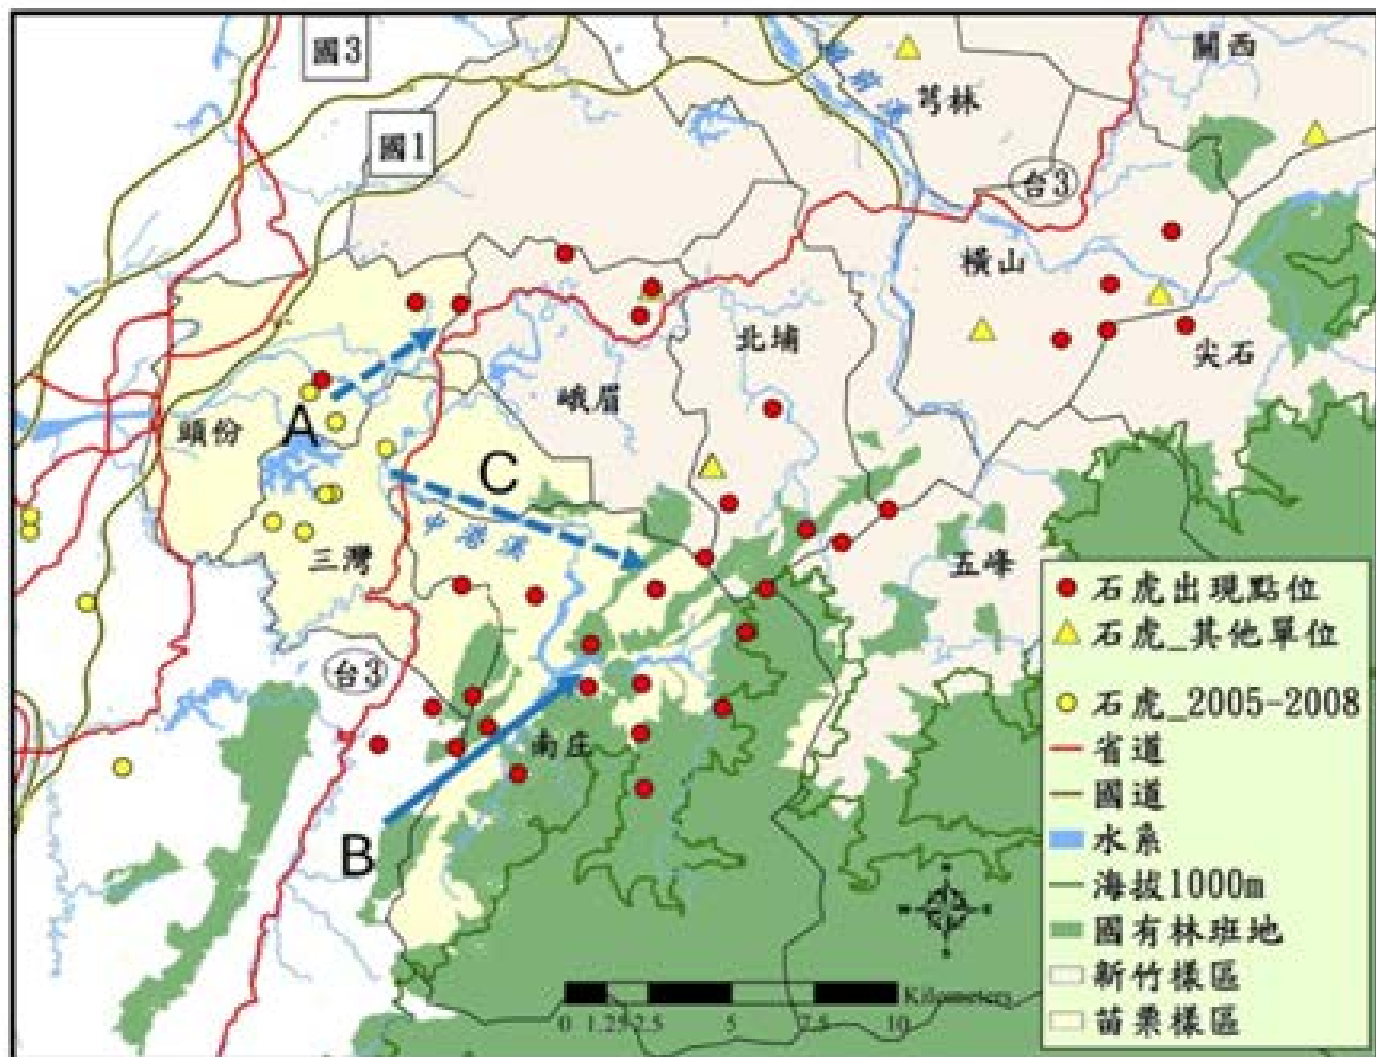 國3
關西
芎林
國1
台3
橫山
北埔
尖石
峨眉
A
頭份
C
中港溪
三灣
五峰
台3
南庄
B
石虎出現點位
石虎_其他單位
石虎_2005-2008
省道
國道
水系
海拔1000m
國有林班地
新竹樣區
苗栗樣區
Kilometers
0 1.25 2.5 5 7.5 10